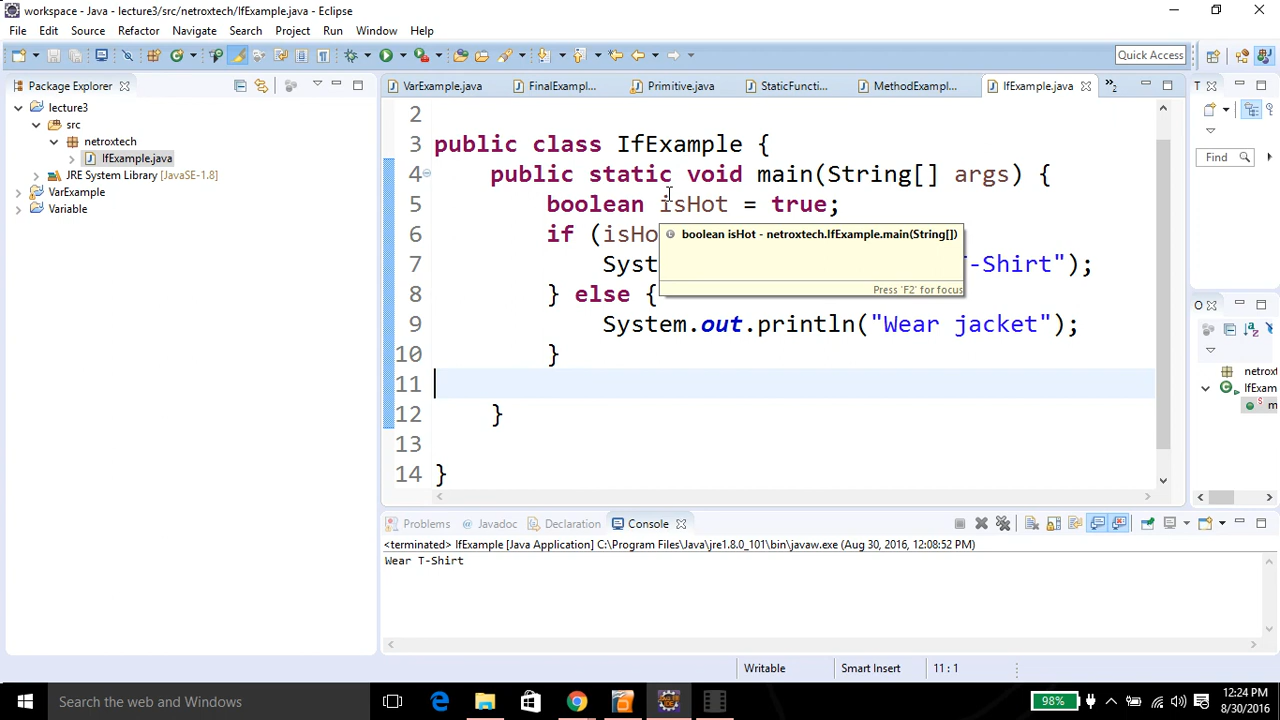 workspace - Java - lecture3/src/netroxtech/IfExample.java - Eclipse
File Edit Source Refactor Navigate Search Project Run Window Help
Quick Access
Package Explorer
lecture3
src
netroxtech
IfExample.java
JRE System Library [JavaSE-1.8]
VarExample
Variable
VarExample.java FinalExampl... Primitive.java StaticFuncti... MethodExampl... IfExample.java »2
2
3 public class IfExample {
4 public static void main(String[] args) {
5 boolean isHot = true;
6 if (isHo
boolean isHot - netroxtech.IfExample.main(String[])
7 Syst -Shirt");
Press 'F2' for focus
8 } else {
9 System.out.println("Wear jacket");
10 }
11
12 }
13
14 }
T
Find
O
netroxt
IfExam
S m
Problems @ Javadoc Declaration Console
<terminated> IfExample [Java Application] C:\Program Files\Java\jre1.8.0_101\bin\javaw.exe (Aug 30, 2016, 12:08:52 PM)
Wear T-Shirt
Writable Smart Insert 11 : 1
Search the web and Windows
98%
12:24 PM
8/30/2016